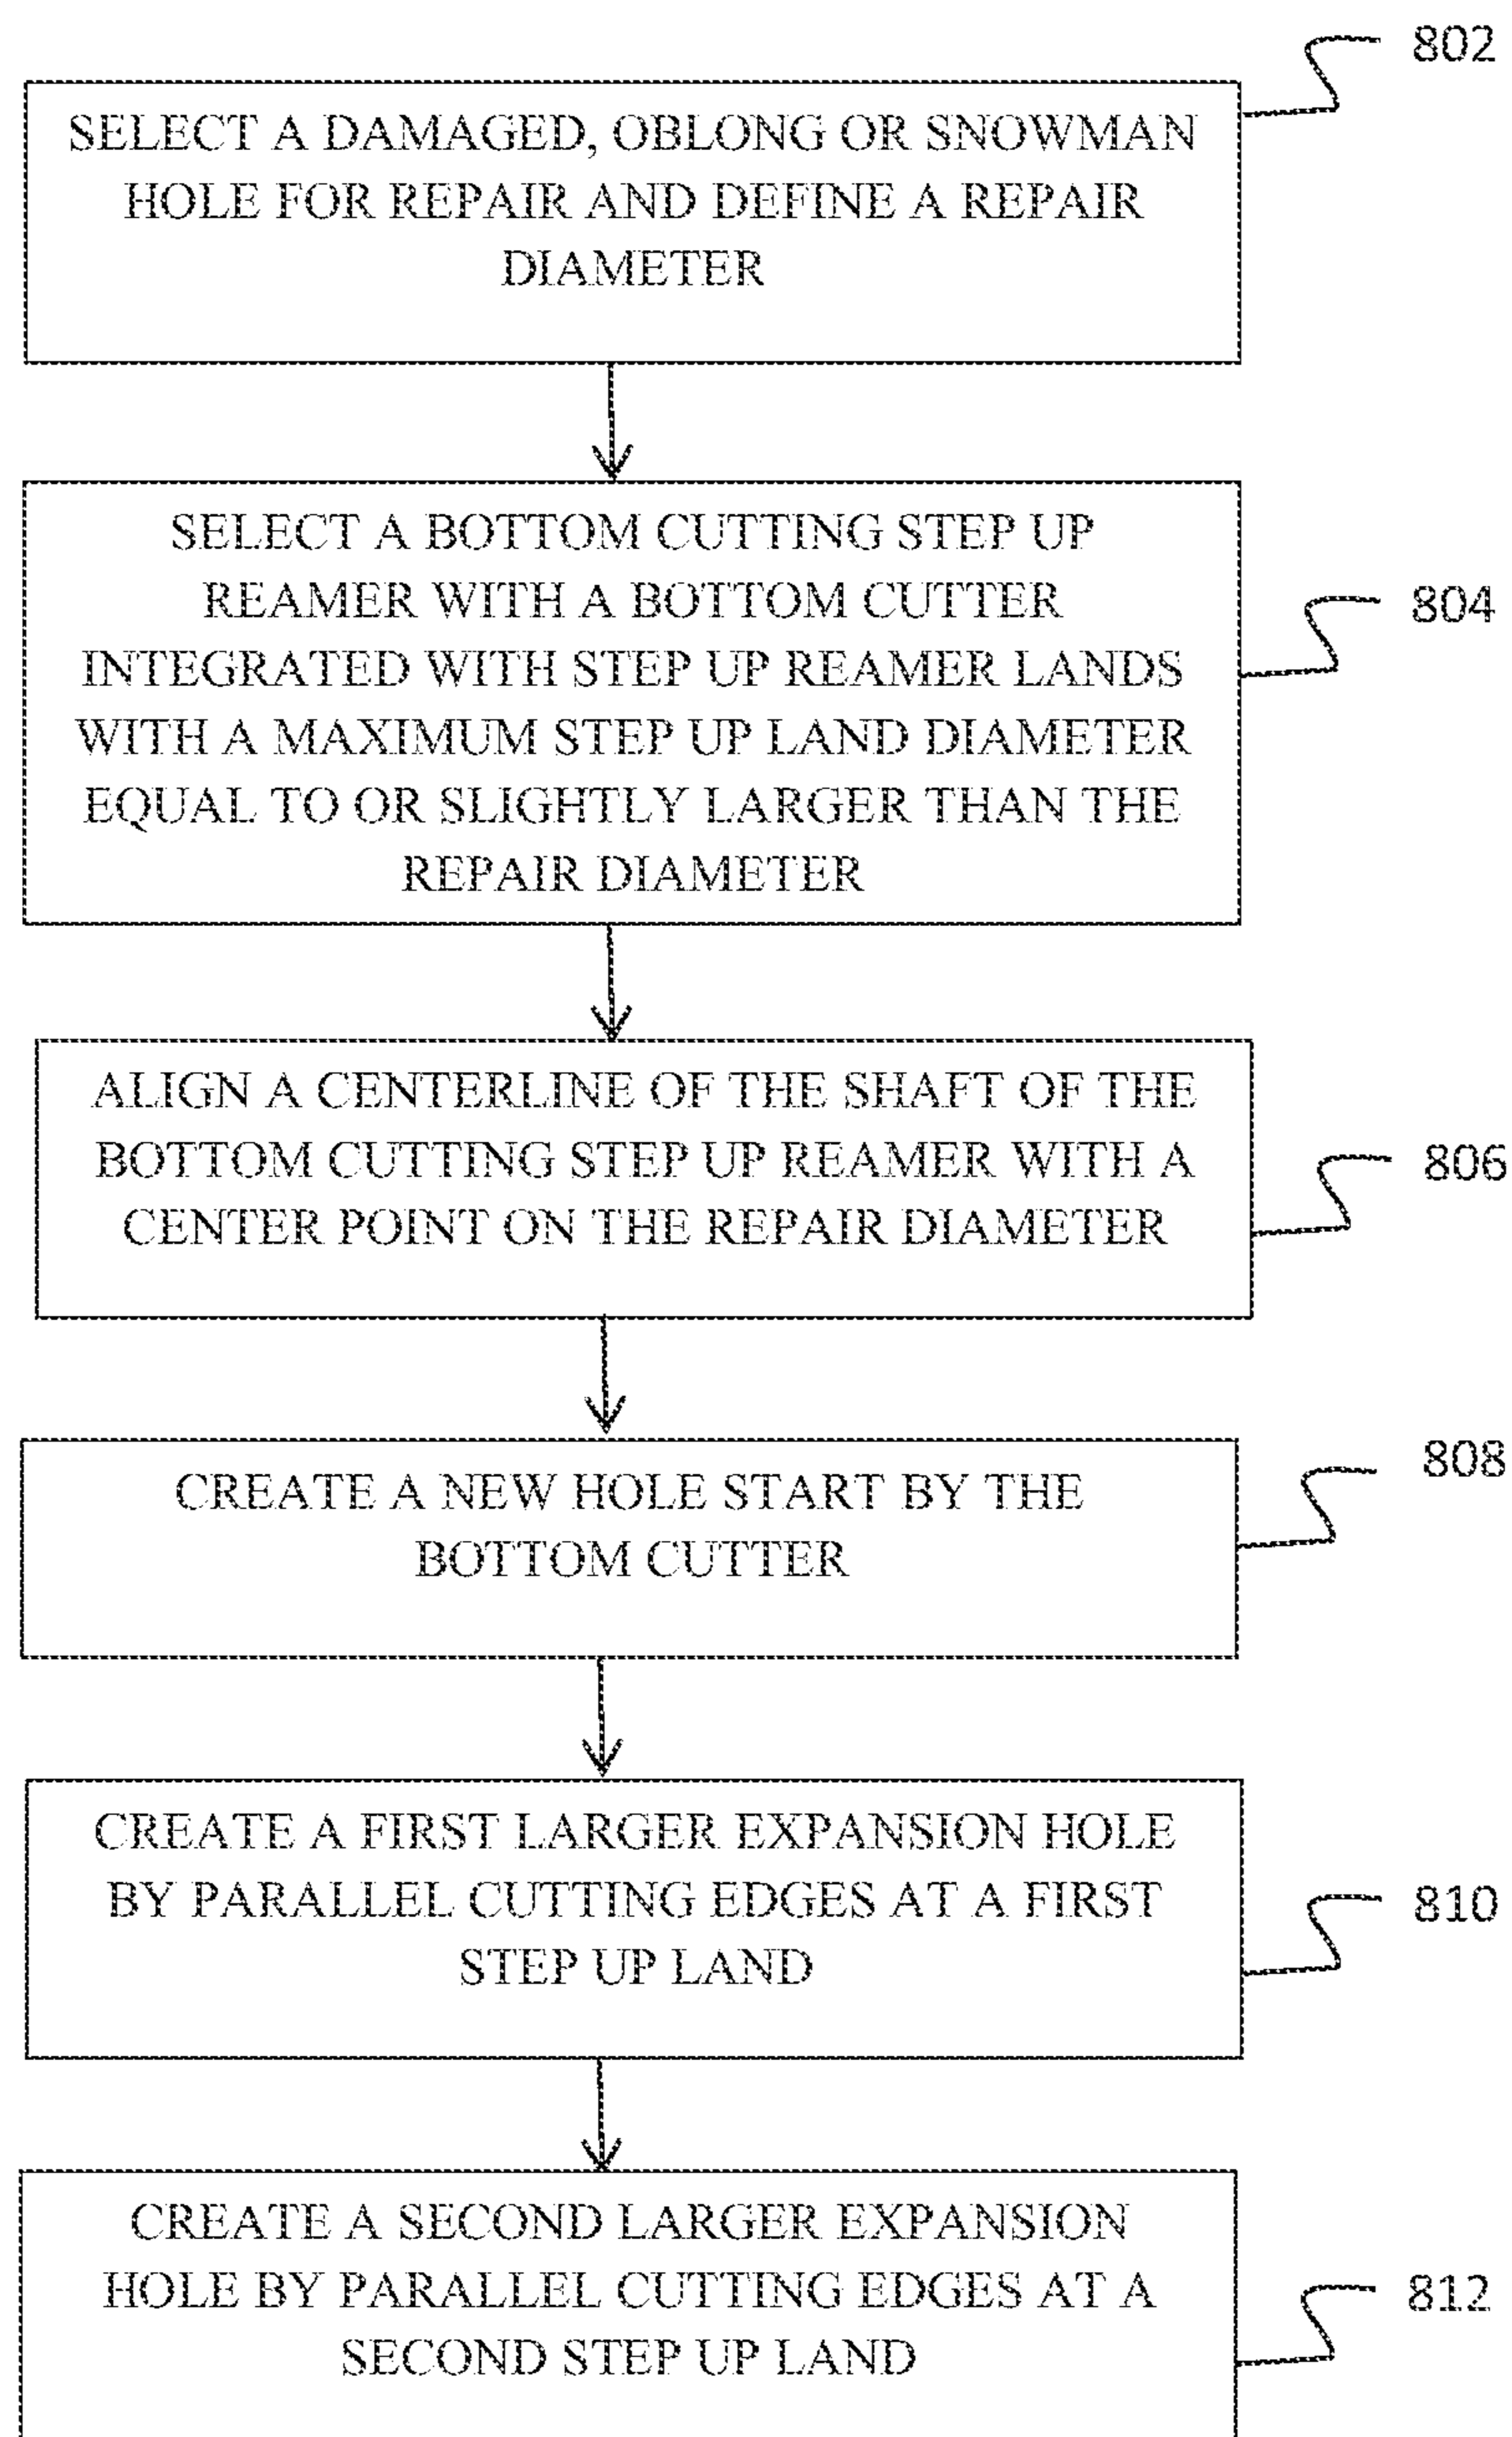 802
SELECT A DAMAGED, OBLONG OR SNOWMAN
HOLE FOR REPAIR AND DEFINE A REPAIR
DIAMETER
SELECT A BOTTOM CUTTING STEP UP
REAMER WITH A BOTTOM CUTTER
INTEGRATED WITH STEP UP REAMER LANDS
WITH A MAXIMUM STEP UP LAND DIAMETER
EQUAL TO OR SLIGHTLY LARGER THAN THE
REPAIR DIAMETER
804
ALIGN A CENTERLINE OF THE SHAFT OF THE
BOTTOM CUTTING STEP UP REAMER WITH A
CENTER POINT ON THE REPAIR DIAMETER
806
CREATE A NEW HOLE START BY THE
BOTTOM CUTTER
808
CREATE A FIRST LARGER EXPANSION HOLE
BY PARALLEL CUTTING EDGES AT A FIRST
STEP UP LAND
810
CREATE A SECOND LARGER EXPANSION
HOLE BY PARALLEL CUTTING EDGES AT A
SECOND STEP UP LAND
812